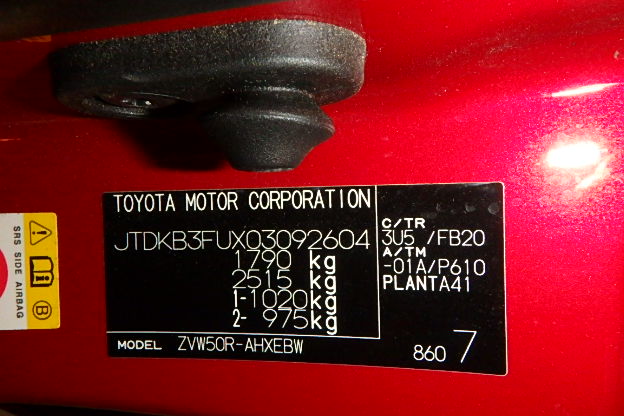 TOYOTA MOTOR CORPORATION
JTDKB3FUX03092604
1790 kg
2515 kg
1-1020kg
2- 975kg
MODEL ZVW50R-AHXEBW
C/TR
3U5 /FB20
A/TM
-01A/P610
PLANTA41
860 7
SRS SIDE AIRBAG
B